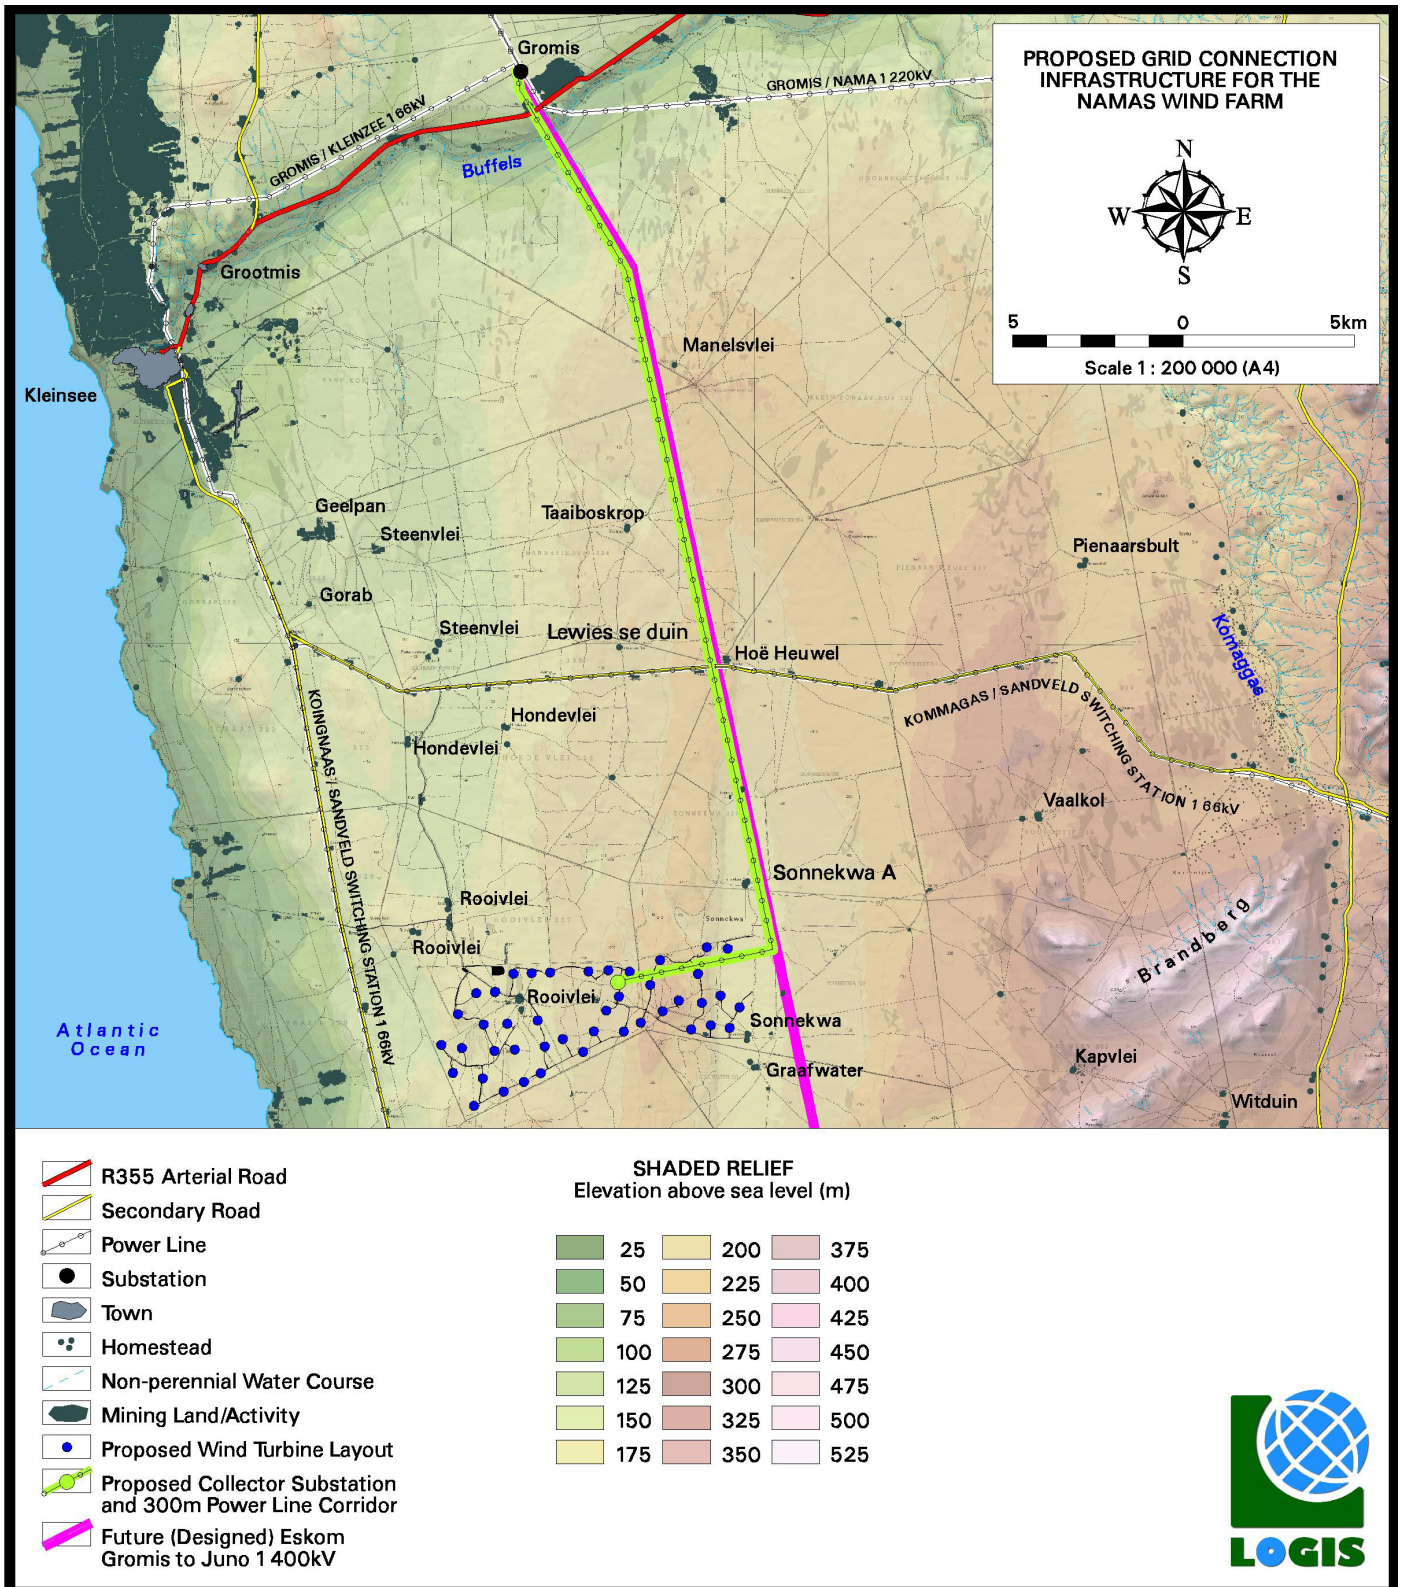 PROPOSED GRID CONNECTION
INFRASTRUCTURE FOR THE
NAMAS WIND FARM
N
W
E
S
5
0
5km
Scale 1 : 200 000 (A4)
Gromis
GROMIS / NAMA 1 220kV
GROMIS / KLEINZEE 1 66kV
Buffels
Grootmis
Manelsvlei
Kleinsee
Geelpan
Steenvlei
Taaiboskrop
Pienaarsbult
Gorab
Steenvlei
Lewies se duin
Hoë Heuwel
Komaggas
KOINGNAAS / SANDVELD SWITCHING STATION 1 66kV
KOMMAGAS / SANDVELD SWITCHING STATION 1 66kV
Hondevlei
Hondevlei
Vaalkol
Sonnekwa A
Rooivlei
Sonnekwa
Rooivlei
Brandberg
Rooivlei
Sonnekwa
Atlantic
Ocean
Kapvlei
Graafwater
Witduin
R355 Arterial Road
Secondary Road
Power Line
Substation
Town
Homestead
Non-perennial Water Course
Mining Land/Activity
Proposed Wind Turbine Layout
Proposed Collector Substation
and 300m Power Line Corridor
Future (Designed) Eskom
Gromis to Juno 1 400kV
SHADED RELIEF
Elevation above sea level (m)
25
50
75
100
125
150
175
200
225
250
275
300
325
350
375
400
425
450
475
500
525
LOGIS